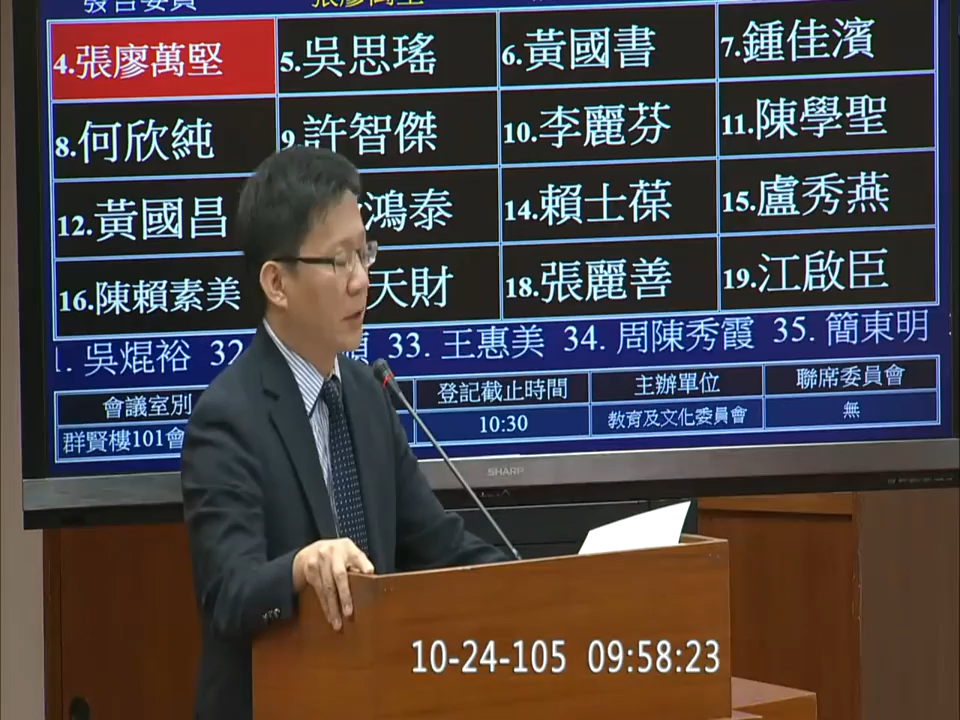 發言委員 張廖萬堅
4.張廖萬堅 5.吳思瑤 6.黃國書 7.鍾佳濱
8.何欣純 9.許智傑 10.李麗芬 11.陳學聖
12.黃國昌 鴻泰 14.賴士葆 15.盧秀燕
16.陳賴素美 天財 18.張麗善 19.江啟臣
1. 吳焜裕 32 33. 王惠美 34. 周陳秀霞 35. 簡東明
會議室別 登記截止時間 主辦單位 聯席委員會
群賢樓101會 10:30 教育及文化委員會 無
SHARP
10-24-105 09:58:23